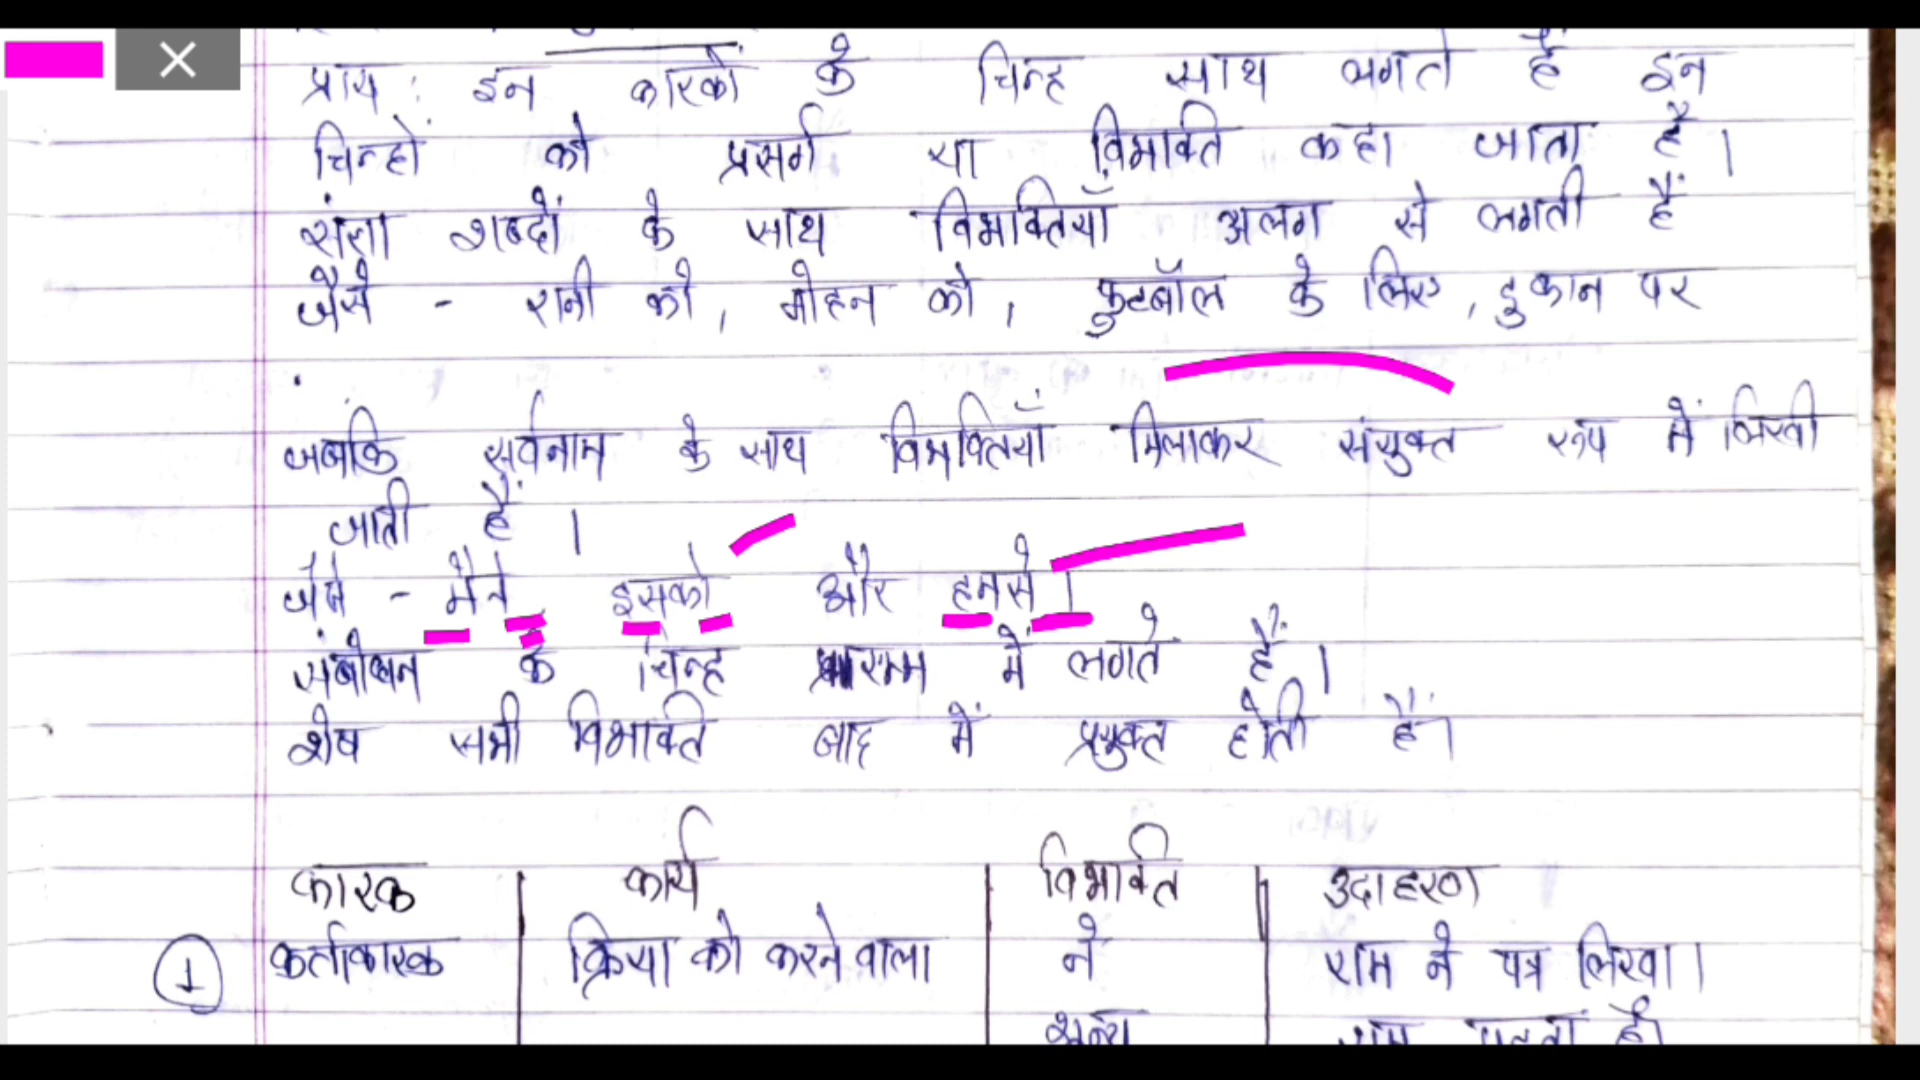 प्राय: इन कारकों के चिन्ह साथ लगते हैं इन
चिन्हों को प्रसर्ग या विभक्ति कहा जाता है।
संज्ञा शब्दों के साथ विभक्तियाँ अलग से लगती हैं
जैसे - रानी को, मोहन को, फुटबॉल के लिए, दुकान पर
जबकि सर्वनाम के साथ विभक्तियाँ मिलाकर संयुक्त रूप में लिखी
जाती हैं।
जैसे - मैंने इसको और हमसे।
संबोधन के चिन्ह प्रारम्भ में लगते हैं।
शेष सभी विभक्ति बाद में प्रयुक्त होती हैं।
कारक कार्य विभक्ति उदाहरण
1 कर्ताकारक क्रिया को करने वाला ने राम ने पत्र लिखा।